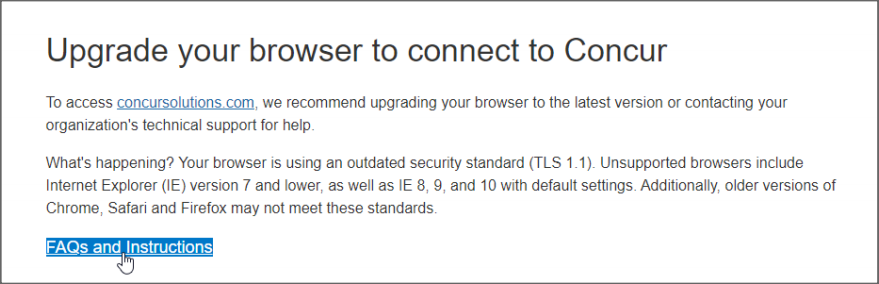 Upgrade your browser to connect to Concur
To access concursolutions.com, we recommend upgrading your browser to the latest version or contacting your
organization's technical support for help.
What's happening? Your browser is using an outdated security standard (TLS 1.1). Unsupported browsers include
Internet Explorer (IE) version 7 and lower, as well as IE 8, 9, and 10 with default settings. Additionally, older versions of
Chrome, Safari and Firefox may not meet these standards.
FAQs and Instructions